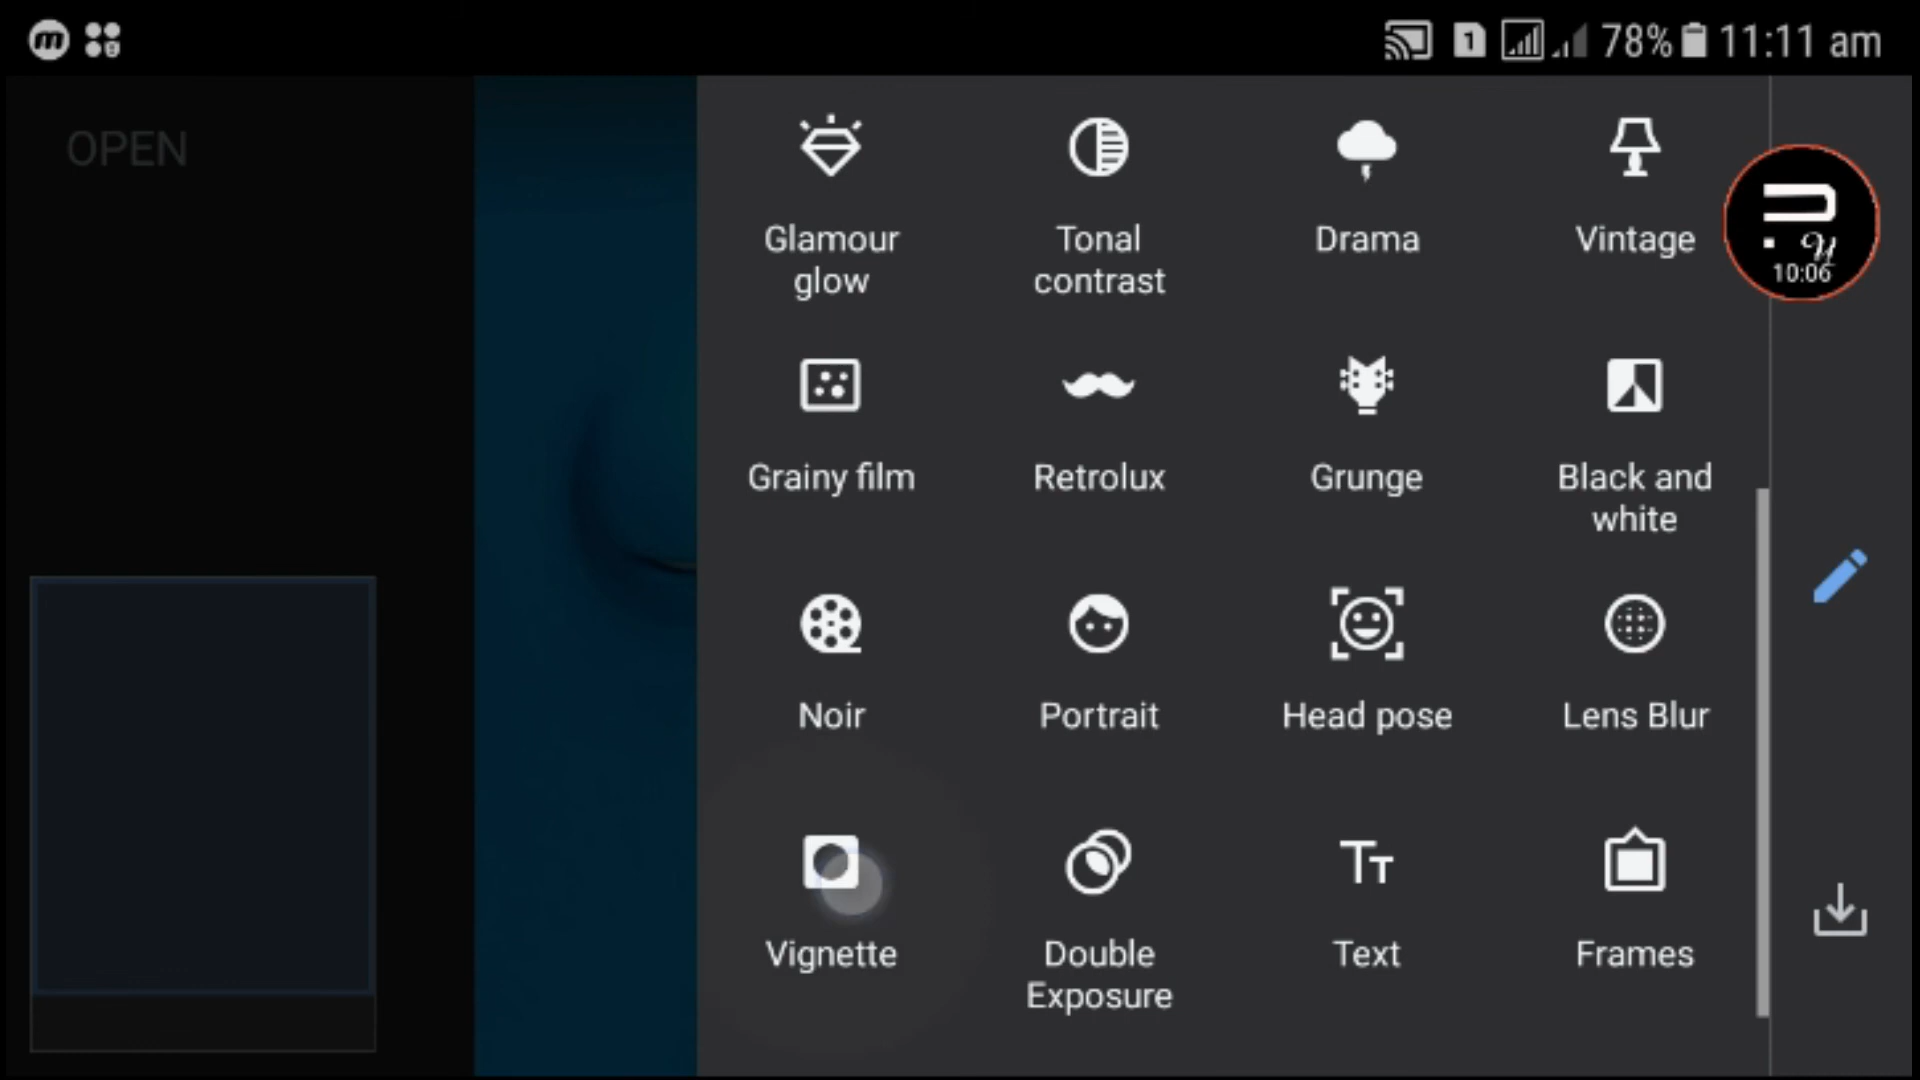 78% 11:11 am
OPEN
Glamour
glow
Tonal
contrast
Drama
Vintage
10:06
Grainy film
Retrolux
Grunge
Black and
white
Noir
Portrait
Head pose
Lens Blur
Vignette
Double
Exposure
Text
Frames